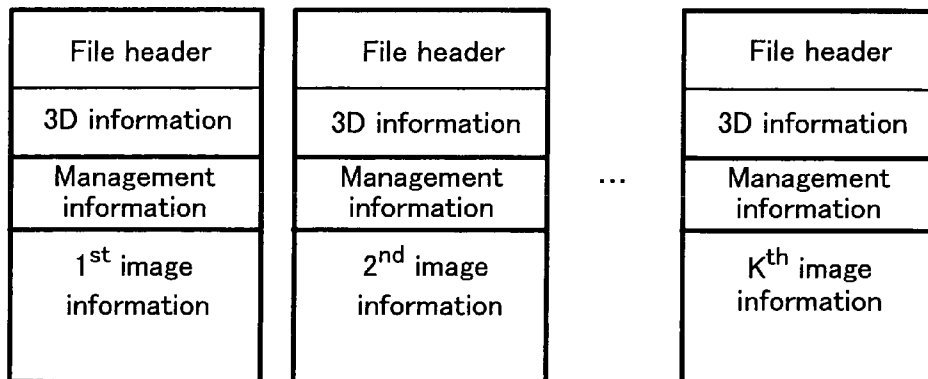 File header
3D information
Management
information
1st image
information
File header
3D information
Management
information
2nd image
information
...
File header
3D information
Management
information
Kth image
information